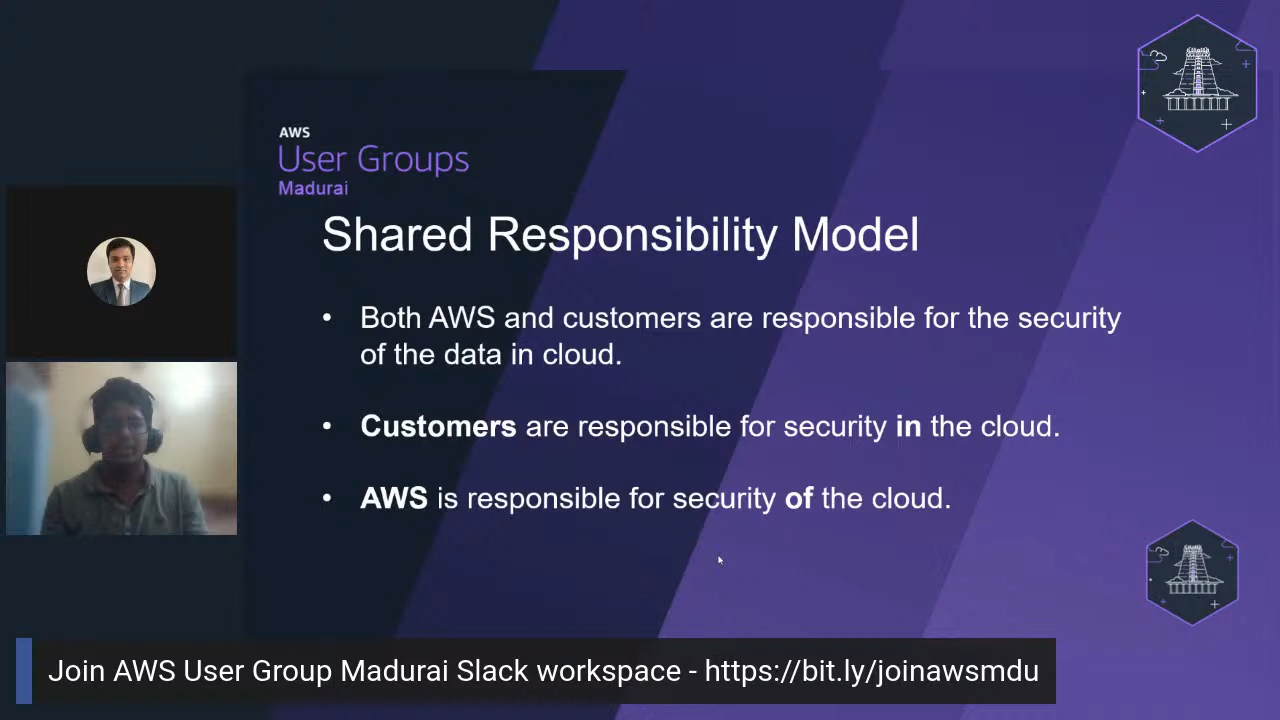 AWS
User Groups
Madurai
Shared Responsibility Model
• Both AWS and customers are responsible for the security
of the data in cloud.
• Customers are responsible for security in the cloud.
• AWS is responsible for security of the cloud.
Join AWS User Group Madurai Slack workspace - https://bit.ly/joinawsmdu